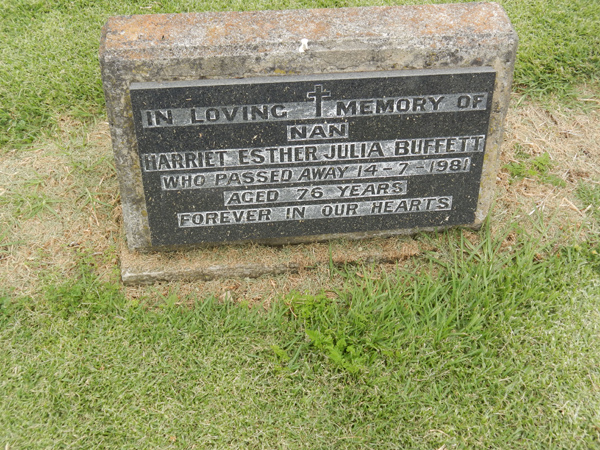 IN LOVING MEMORY OF
NAN
HARRIET ESTHER JULIA BUFFETT
WHO PASSED AWAY 14-7-1981
AGED 76 YEARS
FOREVER IN OUR HEARTS